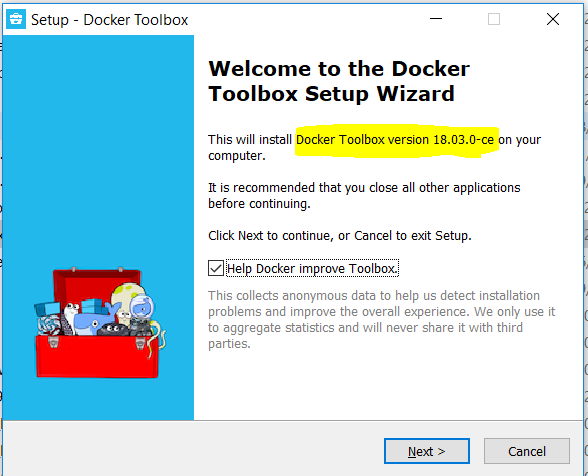 Setup - Docker Toolbox
Welcome to the Docker
Toolbox Setup Wizard
This will install Docker Toolbox version 18.03.0-ce on your
computer.
It is recommended that you close all other applications
before continuing.
Click Next to continue, or Cancel to exit Setup.
Help Docker improve Toolbox.
This collects anonymous data to help us detect installation
problems and improve the overall experience. We only use it
to aggregate statistics and will never share it with third
parties.
Next >
Cancel